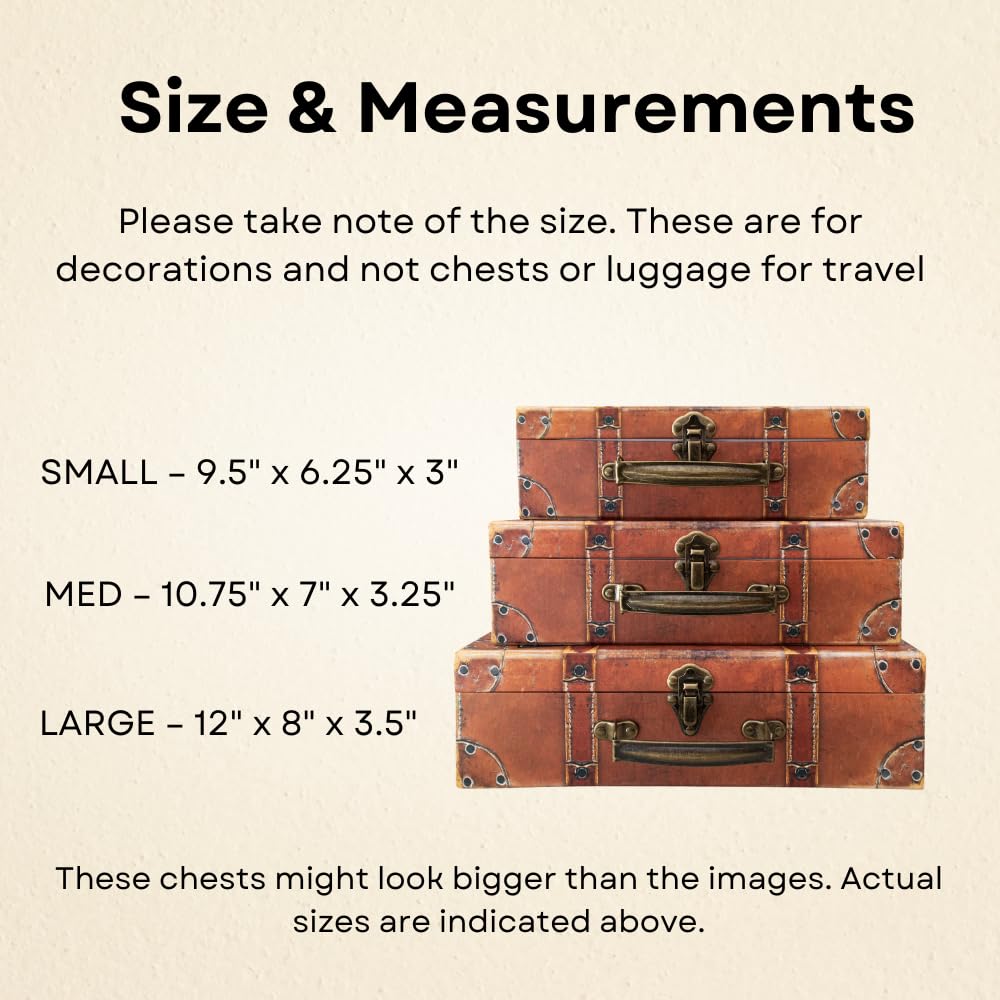 Size & Measurements
Please take note of the size. These are for
decorations and not chests or luggage for travel
SMALL – 9.5" x 6.25" x 3"
MED – 10.75" x 7" x 3.25"
LARGE – 12" x 8" x 3.5"
These chests might look bigger than the images. Actual
sizes are indicated above.